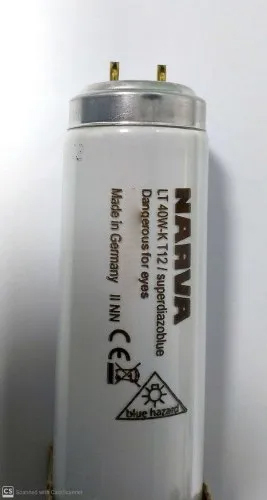 NARVA
LT 40W-K T12 / superdiazoblue
Dangerous for eyes
Made in Germany II NN CE
blue hazard
CS Scanned with CamScanner